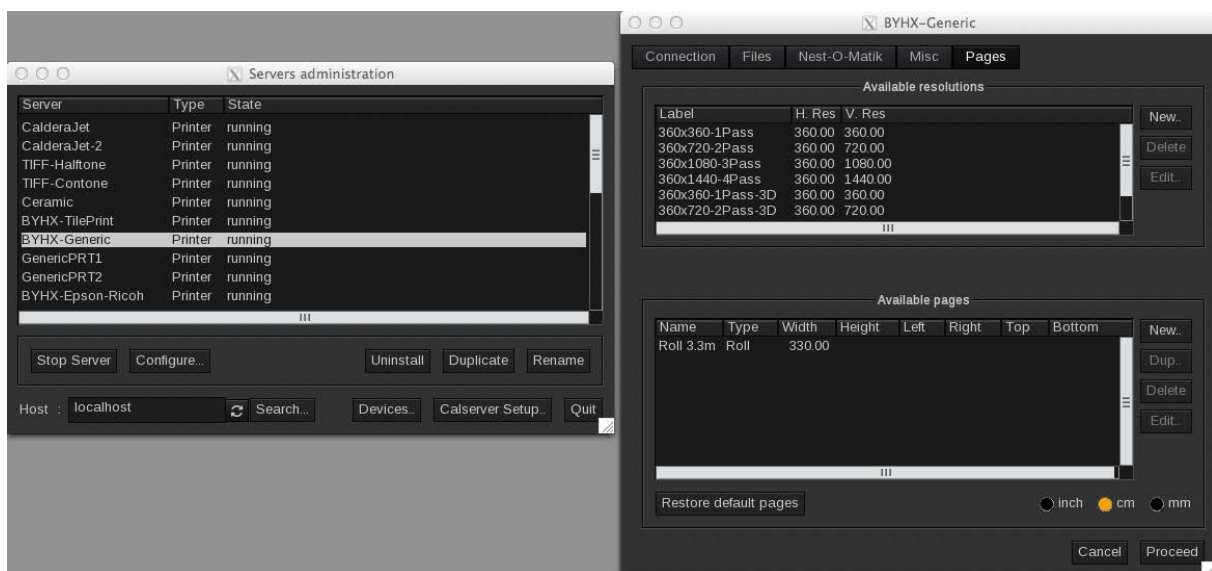 Servers administration
Server Type State
CalderaJet Printer running
CalderaJet-2 Printer running
TIFF-Halftone Printer running
TIFF-Contone Printer running
Ceramic Printer running
BYHX-TilePrint Printer running
BYHX-Generic Printer running
GenericPRT1 Printer running
GenericPRT2 Printer running
BYHX-Epson-Ricoh Printer running
Stop Server Configure... Uninstall Duplicate Rename
Host : localhost Search... Devices.. Calserver Setup.. Quit
BYHX-Generic
Connection Files Nest-O-Matik Misc Pages
Available resolutions
Label H. Res V. Res
360x360-1Pass 360.00 360.00
360x720-2Pass 360.00 720.00
360x1080-3Pass 360.00 1080.00
360x1440-4Pass 360.00 1440.00
360x360-1Pass-3D 360.00 360.00
360x720-2Pass-3D 360.00 720.00
New..
Delete
Edit..
Available pages
Name Type Width Height Left Right Top Bottom
Roll 3.3m Roll 330.00
New..
Dup..
Delete
Edit..
Restore default pages inch cm mm
Cancel Proceed